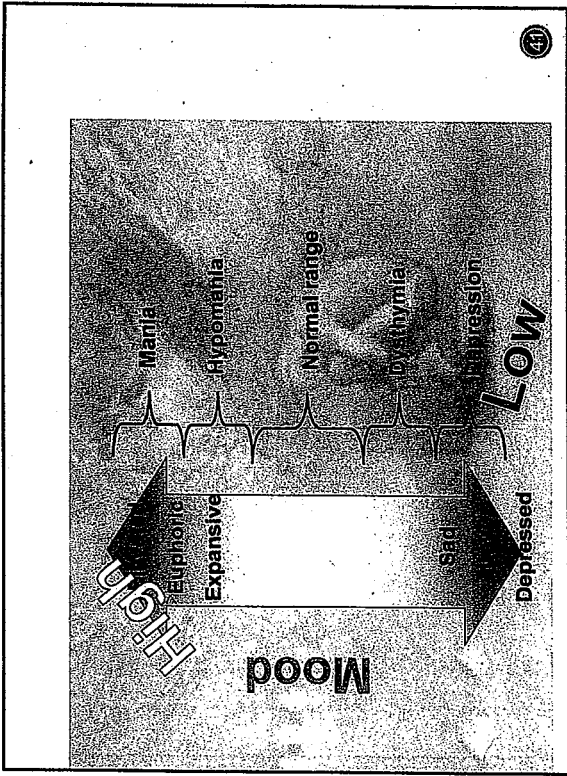 41
High
Mania
Euphoric
Hypomania
Expansive
Mood
Normal range
Dysthymia
Sad
Depression
LOW
Depressed